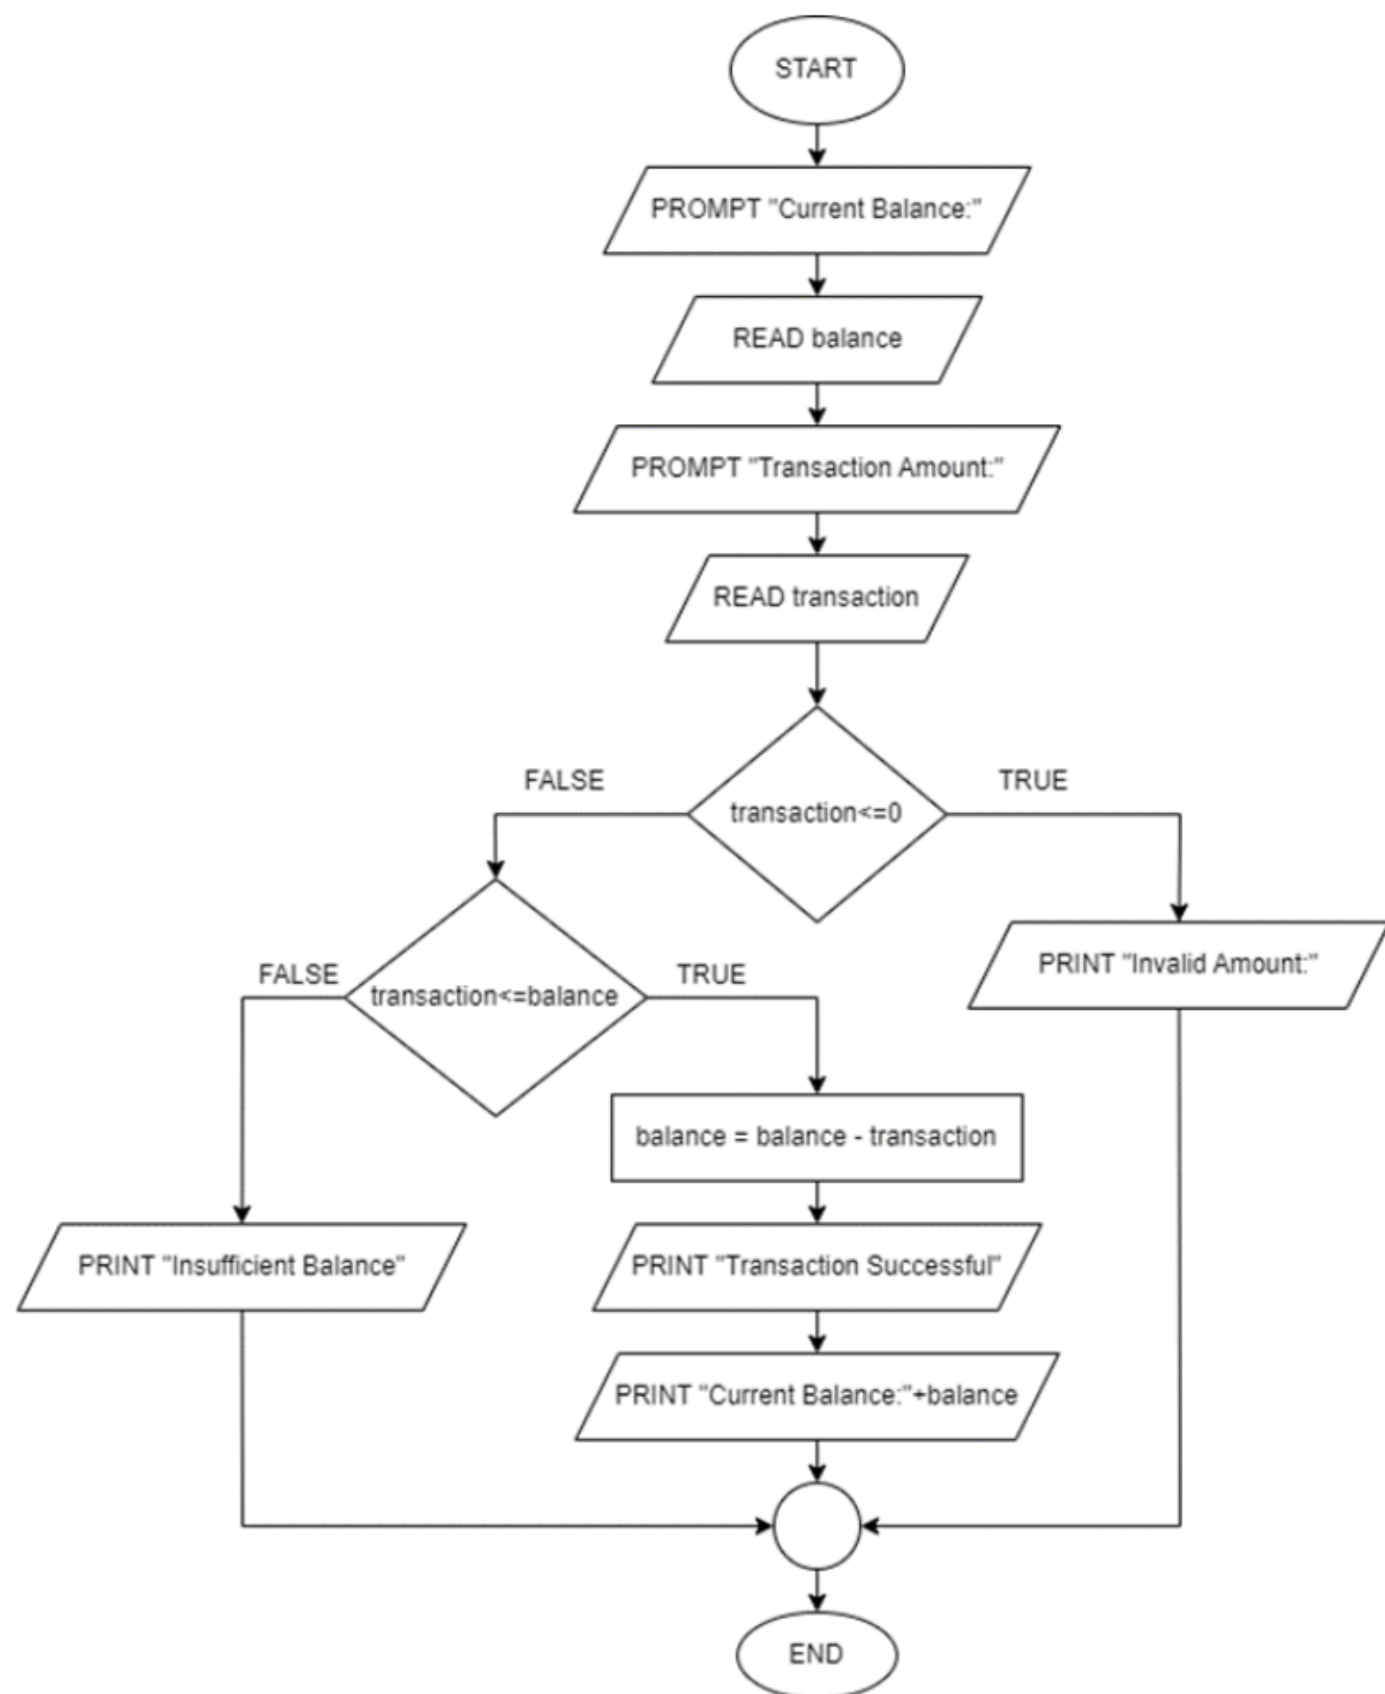 START
PROMPT "Current Balance:"
READ balance
PROMPT "Transaction Amount:"
READ transaction
FALSE
TRUE
transaction<=0
FALSE
TRUE
transaction<=balance
PRINT "Invalid Amount:"
balance = balance - transaction
PRINT "Insufficient Balance"
PRINT "Transaction Successful"
PRINT "Current Balance:"+balance
END